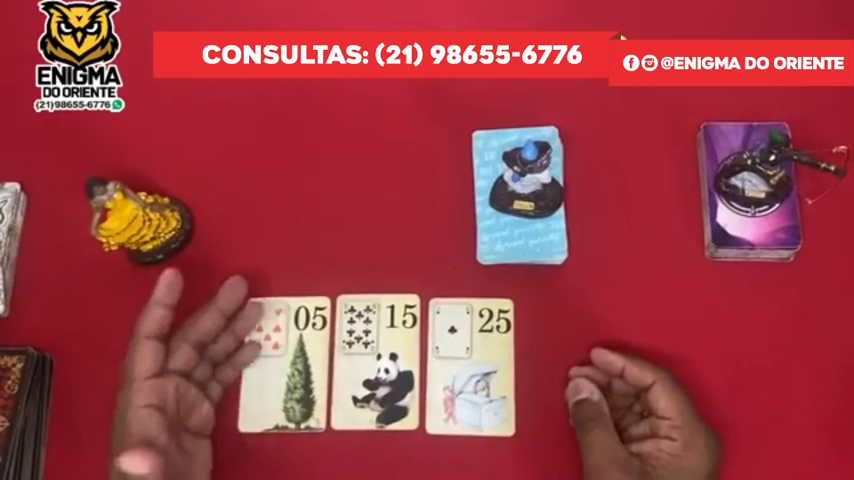 ENIGMA
DO ORIENTE
(21)98655-6776
CONSULTAS: (21) 98655-6776
@ENIGMA DO ORIENTE
05
15
25